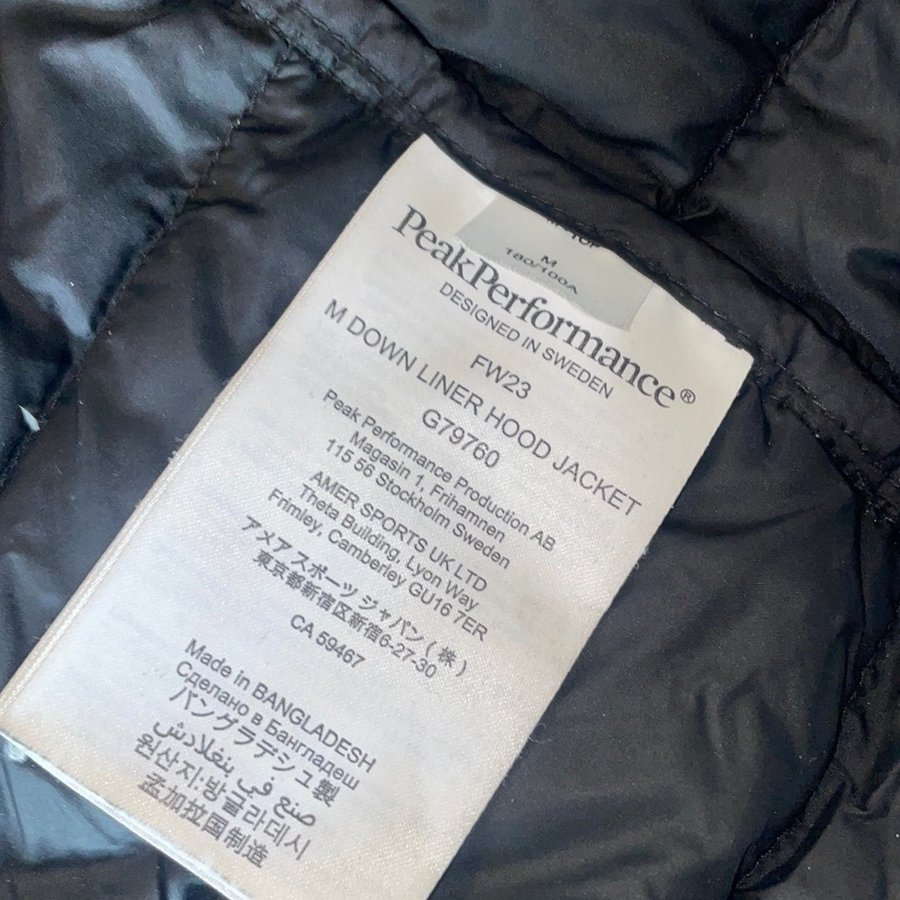 M
180/100A
PeakPerformance®
DESIGNED IN SWEDEN
FW23
M DOWN LINER HOOD JACKET
G79760
Peak Performance Production AB
Magasin 1, Frihamnen
115 56 Stockholm Sweden
AMER SPORTS UK LTD
Theta Building, Lyon Way
Frimley, Camberley GU16 7ER
アメアスポーツ ジャパン(株)
東京都新宿区新宿6-27-30
CA 59467
Made in BANGLADESH
Сделано в Бангладеш
バングラデシュ製
صنع في بنغلادش
원산지:방글라데시
孟加拉国制造